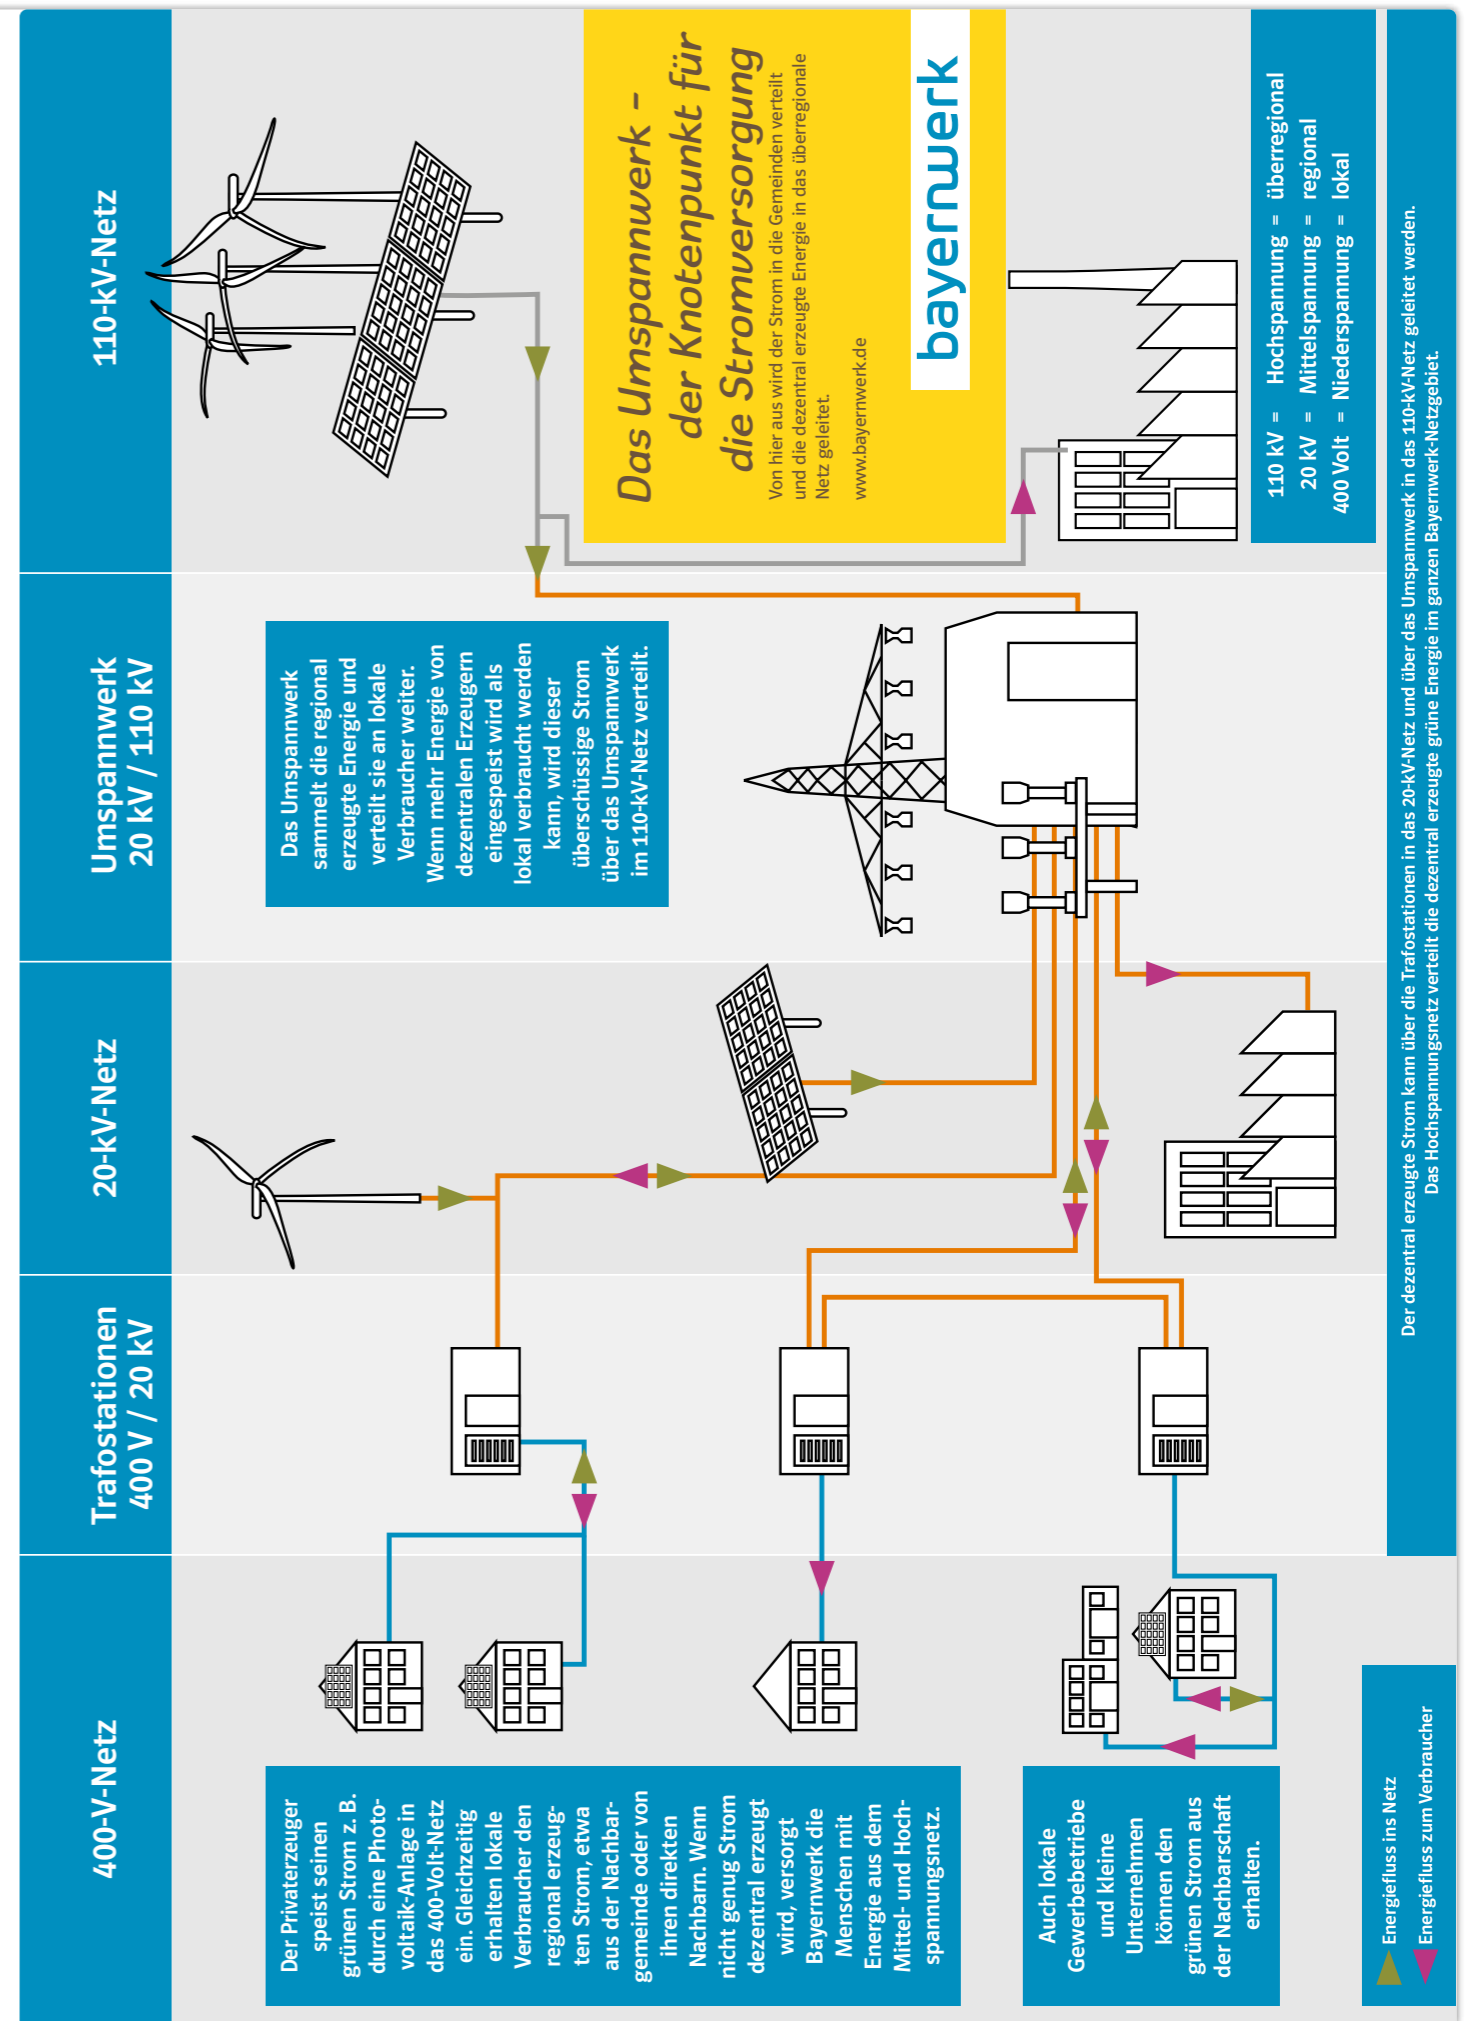 400-V-Netz
Trafostationen
400 V / 20 kV
20-kV-Netz
Umspannwerk
20 kV / 110 kV
110-kV-Netz
Der Privaterzeuger
speist seinen
grünen Strom z. B.
durch eine Photo-
voltaik-Anlage in
das 400-Volt-Netz
ein. Gleichzeitig
erhalten lokale
Verbraucher den
regional erzeug-
ten Strom, etwa
aus der Nachbar-
gemeinde oder von
ihren direkten
Nachbarn. Wenn
nicht genug Strom
dezentral erzeugt
wird, versorgt
Bayernwerk die
Menschen mit
Energie aus dem
Mittel- und Hoch-
spannungsnetz.
Auch lokale
Gewerbebetriebe
und kleine
Unternehmen
können den
grünen Strom aus
der Nachbarschaft
erhalten.
Energiefluss ins Netz
Energiefluss zum Verbraucher
Das Umspannwerk
sammelt die regional
erzeugte Energie und
verteilt sie an lokale
Verbraucher weiter.
Wenn mehr Energie von
dezentralen Erzeugern
eingespeist wird als
lokal verbraucht werden
kann, wird dieser
überschüssige Strom
über das Umspannwerk
im 110-kV-Netz verteilt.
Das Umspannwerk –
der Knotenpunkt für
die Stromversorgung
Von hier aus wird der Strom in die Gemeinden verteilt
und die dezentral erzeugte Energie in das überregionale
Netz geleitet.
www.bayernwerk.de
bayernwerk
110 kV = Hochspannung = überregional
20 kV = Mittelspannung = regional
400 Volt = Niederspannung = lokal
Der dezentral erzeugte Strom kann über die Trafostationen in das 20-kV-Netz und über das Umspannwerk in das 110-kV-Netz geleitet werden.
Das Hochspannungsnetz verteilt die dezentral erzeugte grüne Energie im ganzen Bayernwerk-Netzgebiet.